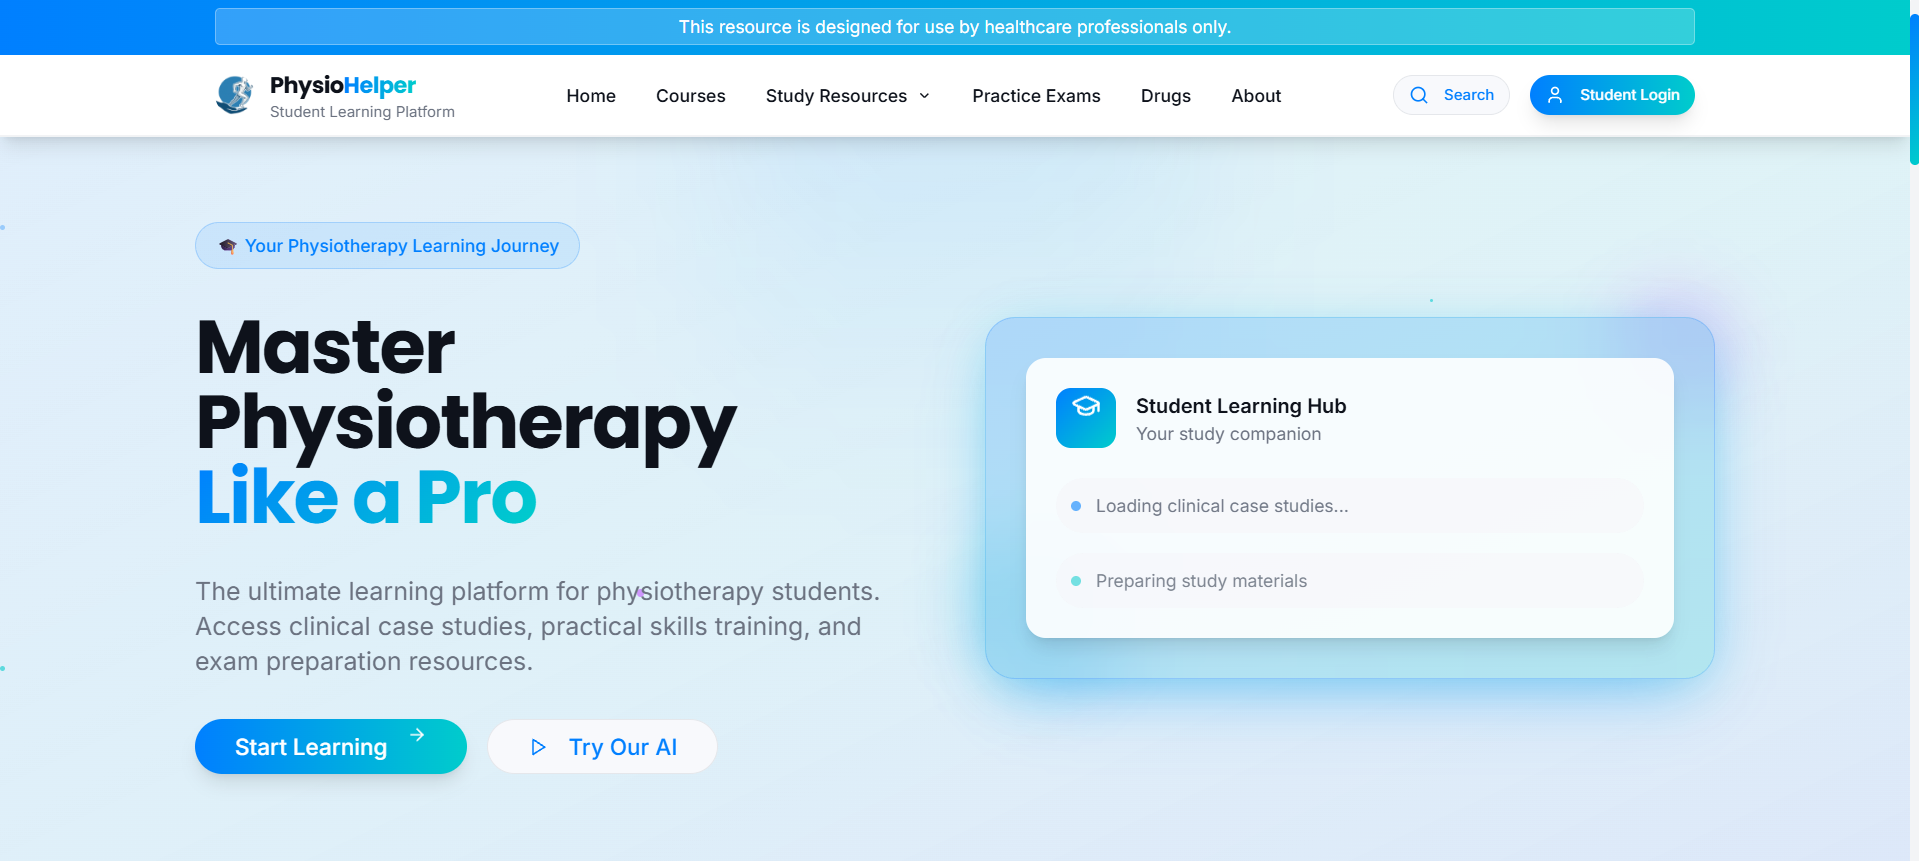 This resource is designed for use by healthcare professionals only.
PhysioHelper
Student Learning Platform
Home
Courses
Study Resources
Practice Exams
Drugs
About
Search
Student Login
Your Physiotherapy Learning Journey
Master
Physiotherapy
Like a Pro
The ultimate learning platform for physiotherapy students.
Access clinical case studies, practical skills training, and
exam preparation resources.
Start Learning
Try Our AI
Student Learning Hub
Your study companion
Loading clinical case studies...
Preparing study materials